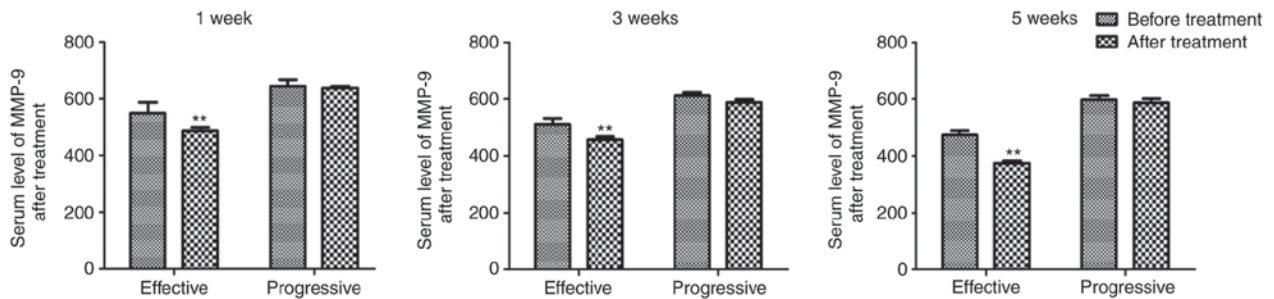 1 week
Serum level of MMP-9
after treatment
800
600
400
200
0
**
Effective
Progressive
3 weeks
Serum level of MMP-9
after treatment
800
600
400
200
0
**
Effective
Progressive
5 weeks
Before treatment
After treatment
Serum level of MMP-9
after treatment
800
600
400
200
0
**
Effective
Progressive